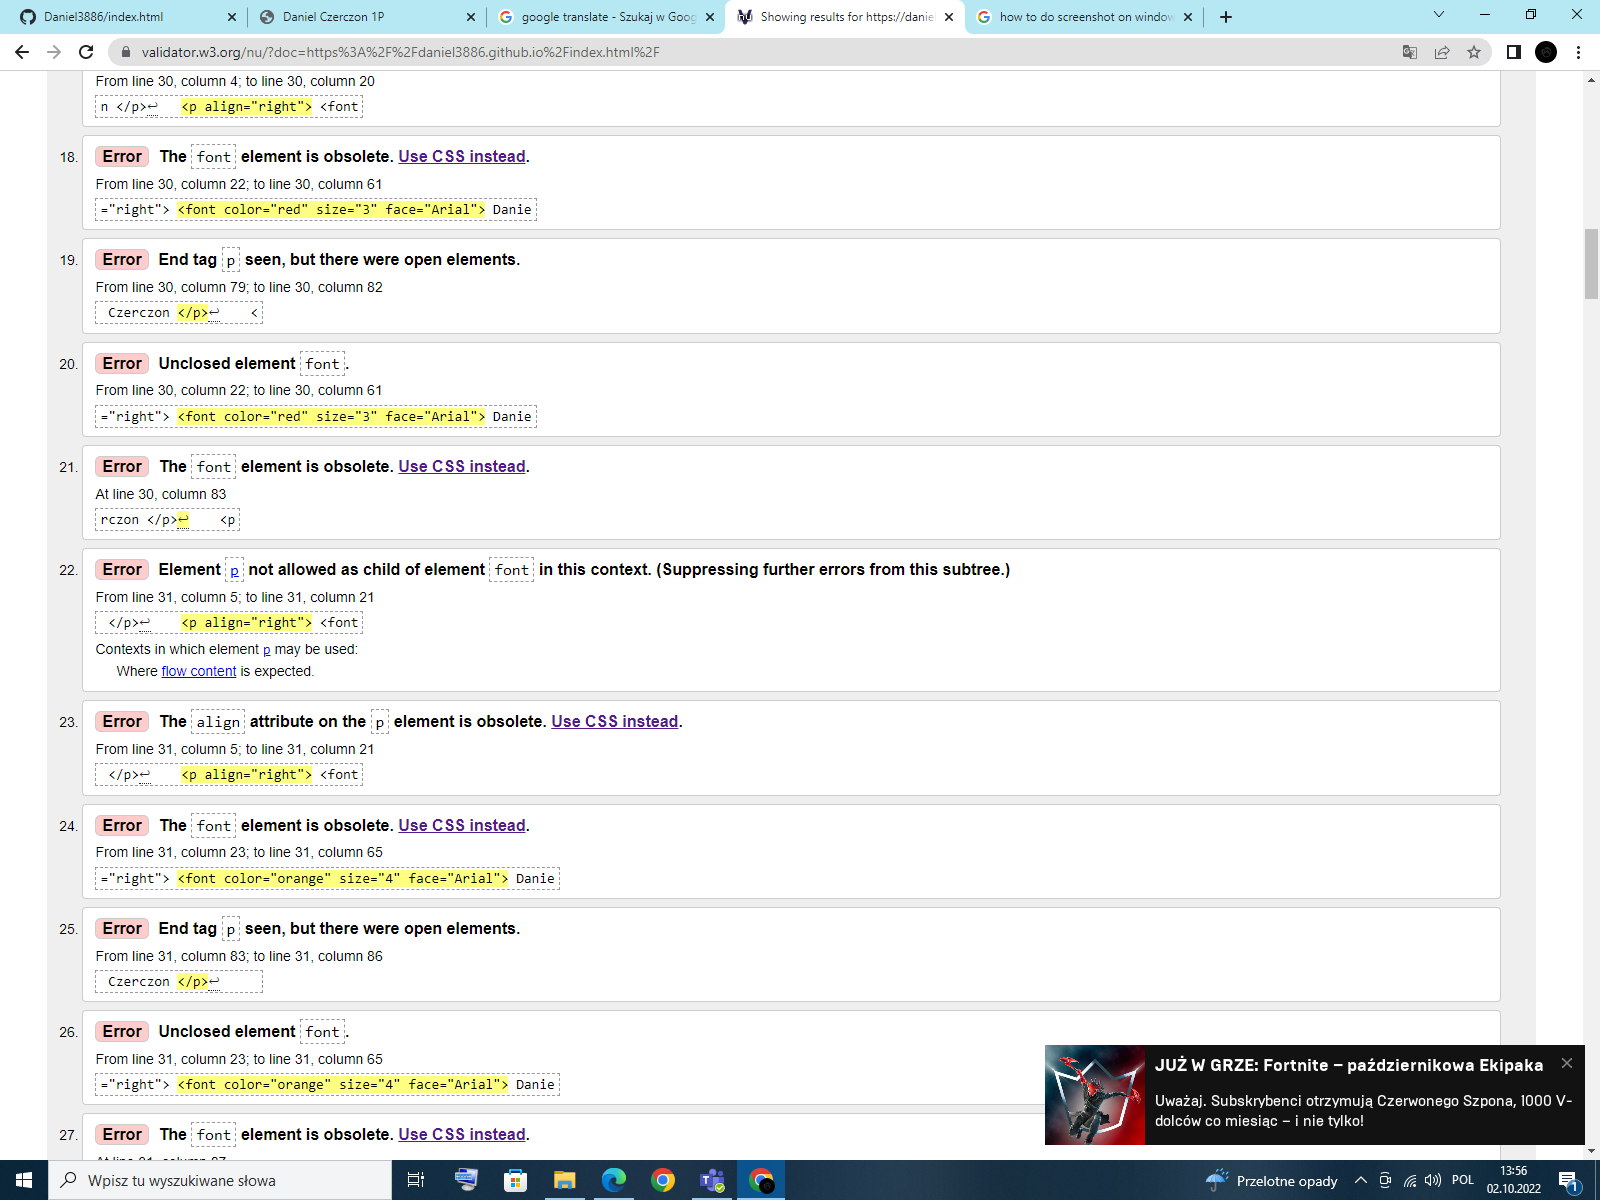 Daniel3886/index.html
Daniel Czerczon 1P
google translate - Szukaj w Goog
Showing results for https://daniel
how to do screenshot on window
validator.w3.org/nu/?doc=https%3A%2F%2Fdaniel3886.github.io%2Findex.html%2F
From line 30, column 4; to line 30, column 20
n </p>↩ <p align="right"> <font
18. Error The font element is obsolete. Use CSS instead.
From line 30, column 22; to line 30, column 61
="right"> <font color="red" size="3" face="Arial"> Danie
19. Error End tag p seen, but there were open elements.
From line 30, column 79; to line 30, column 82
Czerczon </p>↩ <
20. Error Unclosed element font.
From line 30, column 22; to line 30, column 61
="right"> <font color="red" size="3" face="Arial"> Danie
21. Error The font element is obsolete. Use CSS instead.
At line 30, column 83
rczon </p>↩ <p
22. Error Element p not allowed as child of element font in this context. (Suppressing further errors from this subtree.)
From line 31, column 5; to line 31, column 21
</p>↩ <p align="right"> <font
Contexts in which element p may be used:
Where flow content is expected.
23. Error The align attribute on the p element is obsolete. Use CSS instead.
From line 31, column 5; to line 31, column 21
</p>↩ <p align="right"> <font
24. Error The font element is obsolete. Use CSS instead.
From line 31, column 23; to line 31, column 65
="right"> <font color="orange" size="4" face="Arial"> Danie
25. Error End tag p seen, but there were open elements.
From line 31, column 83; to line 31, column 86
Czerczon </p>↩
26. Error Unclosed element font.
From line 31, column 23; to line 31, column 65
="right"> <font color="orange" size="4" face="Arial"> Danie
27. Error The font element is obsolete. Use CSS instead.
JUŻ W GRZE: Fortnite – październikowa Ekipaka
Uważaj. Subskrybenci otrzymują Czerwonego Szpona, 1000 V-
dolców co miesiąc – i nie tylko!
Wpisz tu wyszukiwane słowa
Przelotne opady
POL
13:56
02.10.2022
1